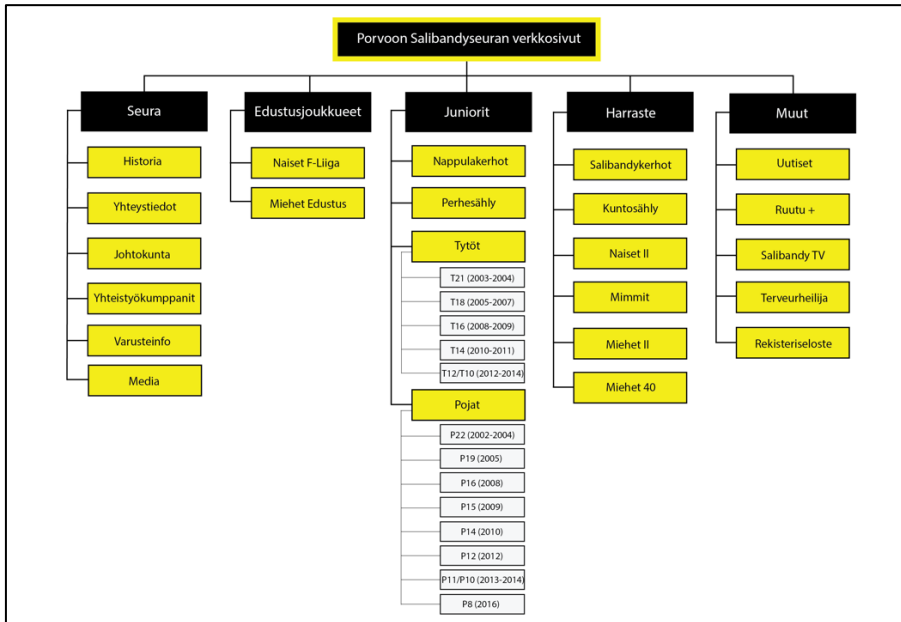 Porvoon Salibandyseuran verkkosivut
Seura
Historia
Yhteystiedot
Johtokunta
Yhteistyökumppanit
Varusteinfo
Media
Edustusjoukkueet
Naiset F-Liiga
Miehet Edustus
Juniorit
Nappulakerhot
Perhesähly
Tytöt
T21 (2003-2004)
T18 (2005-2007)
T16 (2008-2009)
T14 (2010-2011)
T12/T10 (2012-2014)
Pojat
P22 (2002-2004)
P19 (2005)
P16 (2008)
P15 (2009)
P14 (2010)
P12 (2012)
P11/P10 (2013-2014)
P8 (2016)
Harraste
Salibandykerhot
Kuntosähly
Naiset II
Mimmit
Miehet II
Miehet 40
Muut
Uutiset
Ruutu +
Salibandy TV
Terveurheilija
Rekisteriseloste